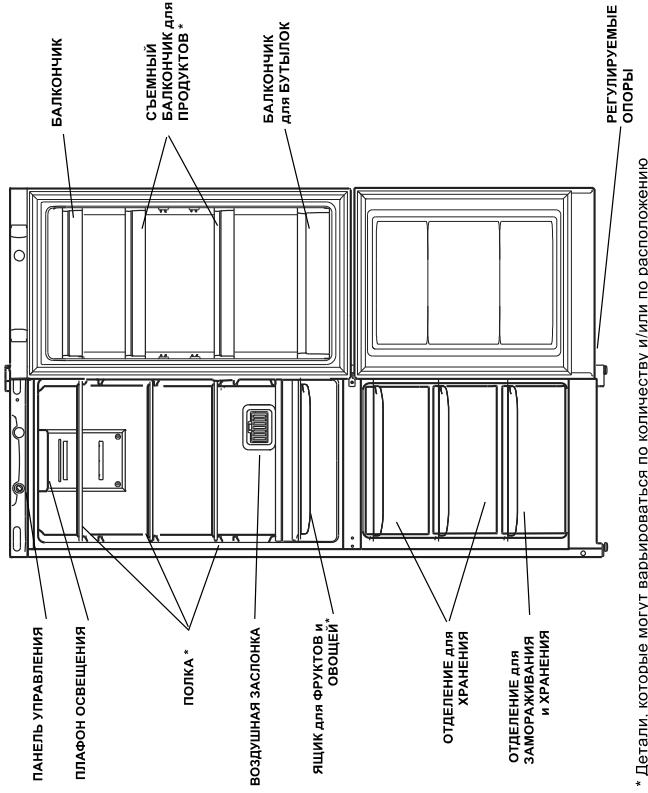 БАЛКОНЧИК
СЪЕМНЫЙ
БАЛКОНЧИК для
ПРОДУКТОВ *
БАЛКОНЧИК
для БУТЫЛОК
РЕГУЛИРУЕМЫЕ
ОПОРЫ
ПАНЕЛЬ УПРАВЛЕНИЯ
ПЛАФОН ОСВЕЩЕНИЯ
ПОЛКА *
ВОЗДУШНАЯ ЗАСЛОНКА
ЯЩИК для ФРУКТОВ и
ОВОЩЕЙ*
ОТДЕЛЕНИЕ для
ХРАНЕНИЯ
ОТДЕЛЕНИЕ для
ЗАМОРАЖИВАНИЯ
и ХРАНЕНИЯ
* Детали, которые могут варьироваться по количеству и/или по расположению